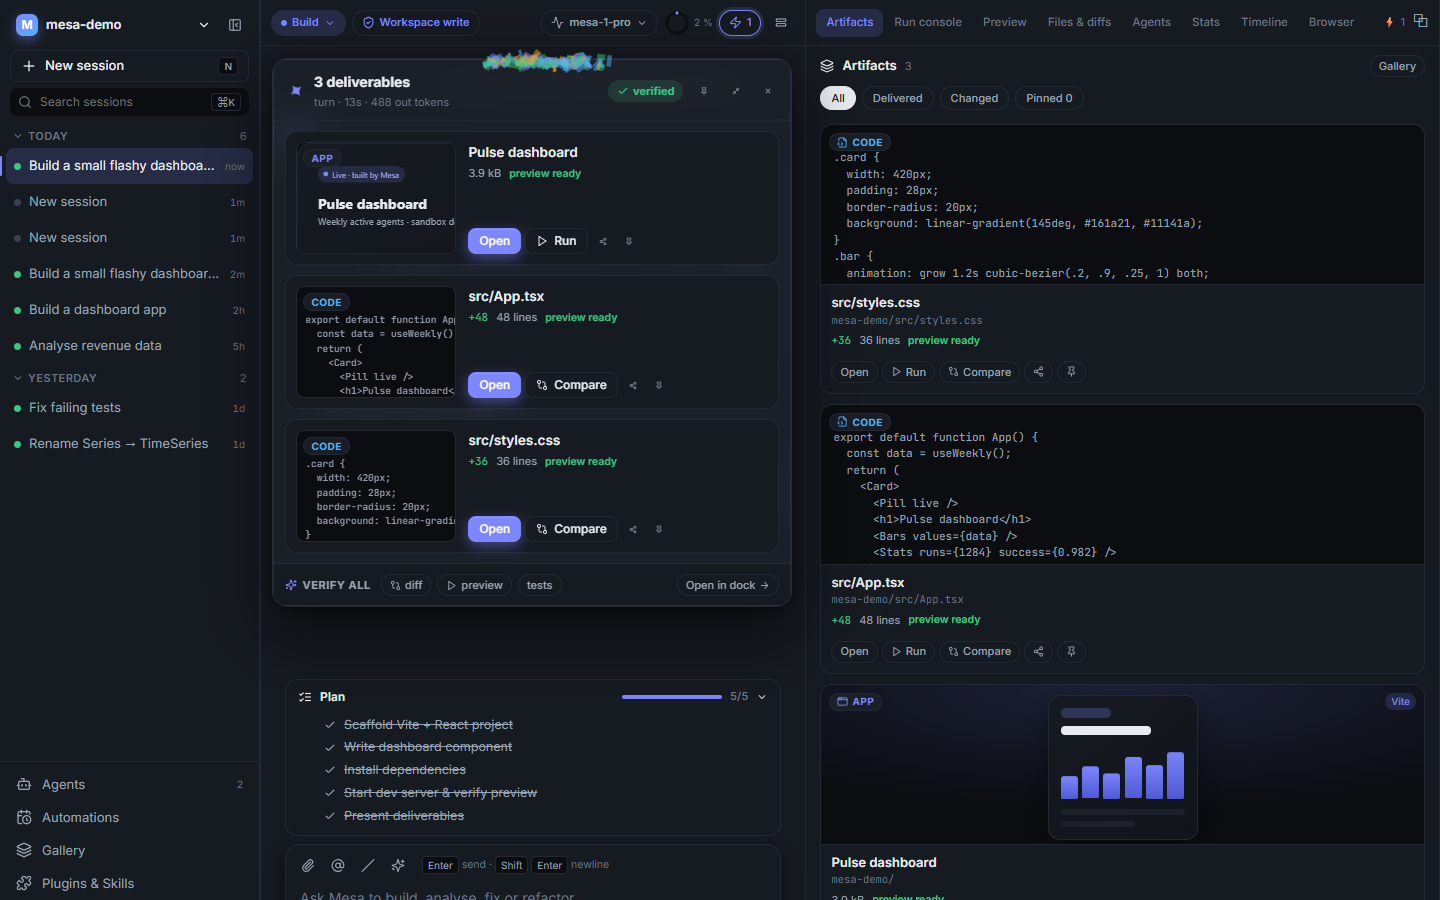 M mesa-demo
New session N
Search sessions ⌘K
TODAY 6
Build a small flashy dashboa... now
New session 1m
New session 1m
Build a small flashy dashboar... 2m
Build a dashboard app 2h
Analyse revenue data 5h
YESTERDAY 2
Fix failing tests 1d
Rename Series → TimeSeries 1d
Agents 2
Automations
Gallery
Plugins & Skills
Build Workspace write mesa-1-pro 2 % 1
3 deliverables
turn · 13s · 488 out tokens
verified
APP
Live · built by Mesa
Pulse dashboard
Weekly active agents · sandbox d
Pulse dashboard
3.9 kB preview ready
Open Run
CODE
export default function App
const data = useWeekly()
return (
<Card>
<Pill live />
<h1>Pulse dashboard<
src/App.tsx
+48 48 lines preview ready
Open Compare
CODE
.card {
width: 420px;
padding: 28px;
border-radius: 20px;
background: linear-gradi
}
src/styles.css
+36 36 lines preview ready
Open Compare
VERIFY ALL diff preview tests Open in dock →
Plan 5/5
Scaffold Vite + React project
Write dashboard component
Install dependencies
Start dev server & verify preview
Present deliverables
Enter send · Shift Enter newline
Ask Mesa to build, analyse, fix or refactor
Artifacts Run console Preview Files & diffs Agents Stats Timeline Browser 1
Artifacts 3 Gallery
All Delivered Changed Pinned 0
CODE
.card {
width: 420px;
padding: 28px;
border-radius: 20px;
background: linear-gradient(145deg, #161a21, #11141a);
}
.bar {
animation: grow 1.2s cubic-bezier(.2, .9, .25, 1) both;
src/styles.css
mesa-demo/src/styles.css
+36 36 lines preview ready
Open Run Compare
CODE
export default function App() {
const data = useWeekly();
return (
<Card>
<Pill live />
<h1>Pulse dashboard</h1>
<Bars values={data} />
<Stats runs={1284} success={0.982} />
src/App.tsx
mesa-demo/src/App.tsx
+48 48 lines preview ready
Open Run Compare
APP Vite
Pulse dashboard
mesa-demo/
3.9 kB preview ready